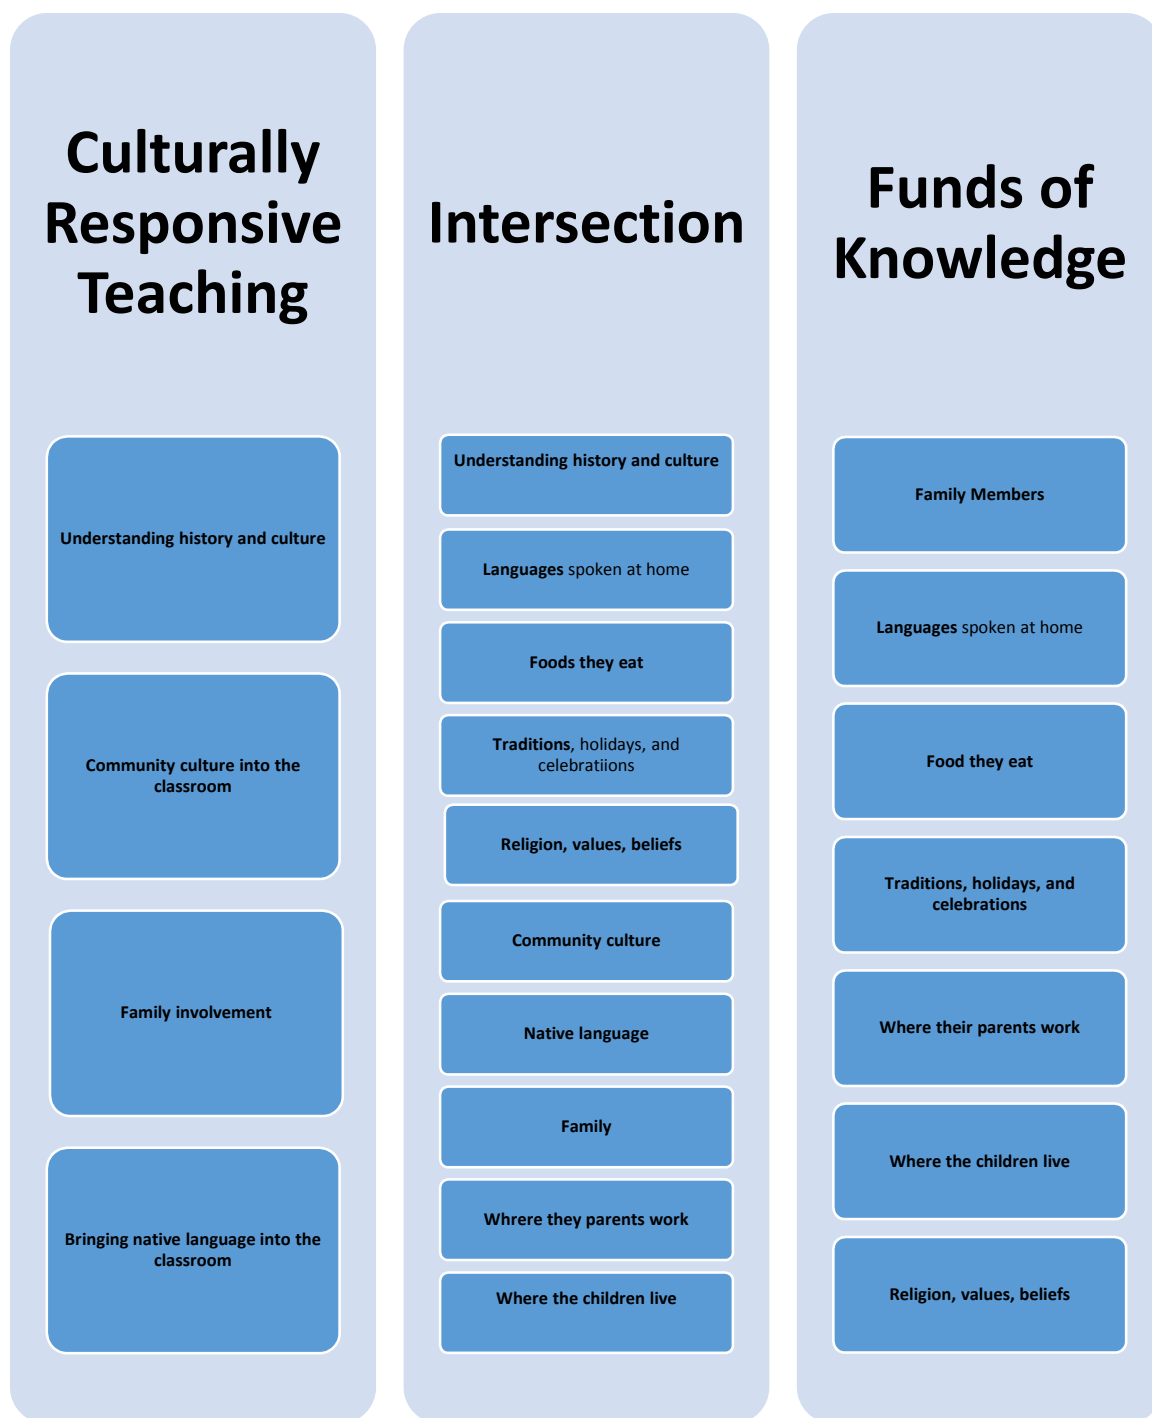 Culturally
Responsive
Teaching
Understanding history and culture
Community culture into the
classroom
Family involvement
Bringing native language into the
classroom
Intersection
Understanding history and culture
Languages spoken at home
Foods they eat
Traditions, holidays, and
celebratiions
Religion, values, beliefs
Community culture
Native language
Family
Whrere they parents work
Where the children live
Funds of
Knowledge
Family Members
Languages spoken at home
Food they eat
Traditions, holidays, and
celebrations
Where their parents work
Where the children live
Religion, values, beliefs